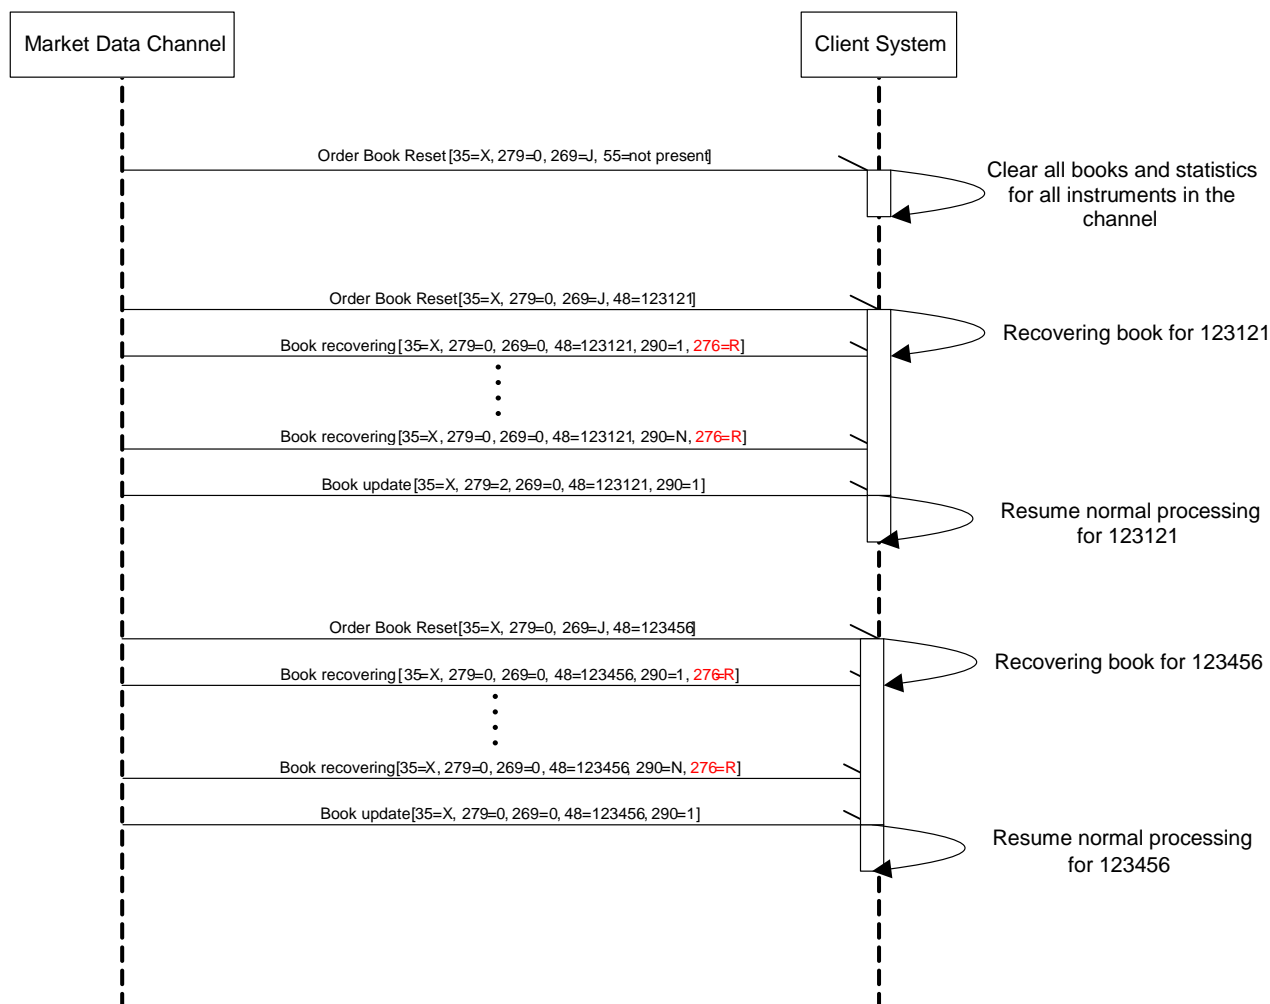 Market Data Channel
Client System
Order Book Reset[35=X, 279=0, 269=J, 55=not present]
Clear all books and statistics
for all instruments in the
channel
Order Book Reset[35=X, 279=0, 269=J, 48=123121]
Recovering book for 123121
Book recovering[35=X, 279=0, 269=0, 48=123121, 290=1, 276=R]
Book recovering[35=X, 279=0, 269=0, 48=123121, 290=N, 276=R]
Book update[35=X, 279=2, 269=0, 48=123121, 290=1]
Resume normal processing
for 123121
Order Book Reset[35=X, 279=0, 269=J, 48=123456]
Recovering book for 123456
Book recovering[35=X, 279=0, 269=0, 48=123456, 290=1, 276=R]
Book recovering[35=X, 279=0, 269=0, 48=123456, 290=N, 276=R]
Book update[35=X, 279=0, 269=0, 48=123456, 290=1]
Resume normal processing
for 123456